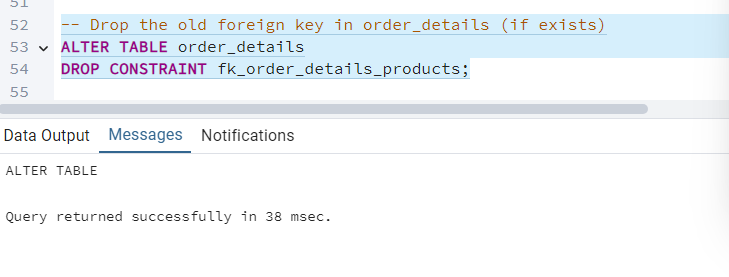 51
52 -- Drop the old foreign key in order_details (if exists)
53 ALTER TABLE order_details
54 DROP CONSTRAINT fk_order_details_products;
55
Data Output Messages Notifications
ALTER TABLE
Query returned successfully in 38 msec.